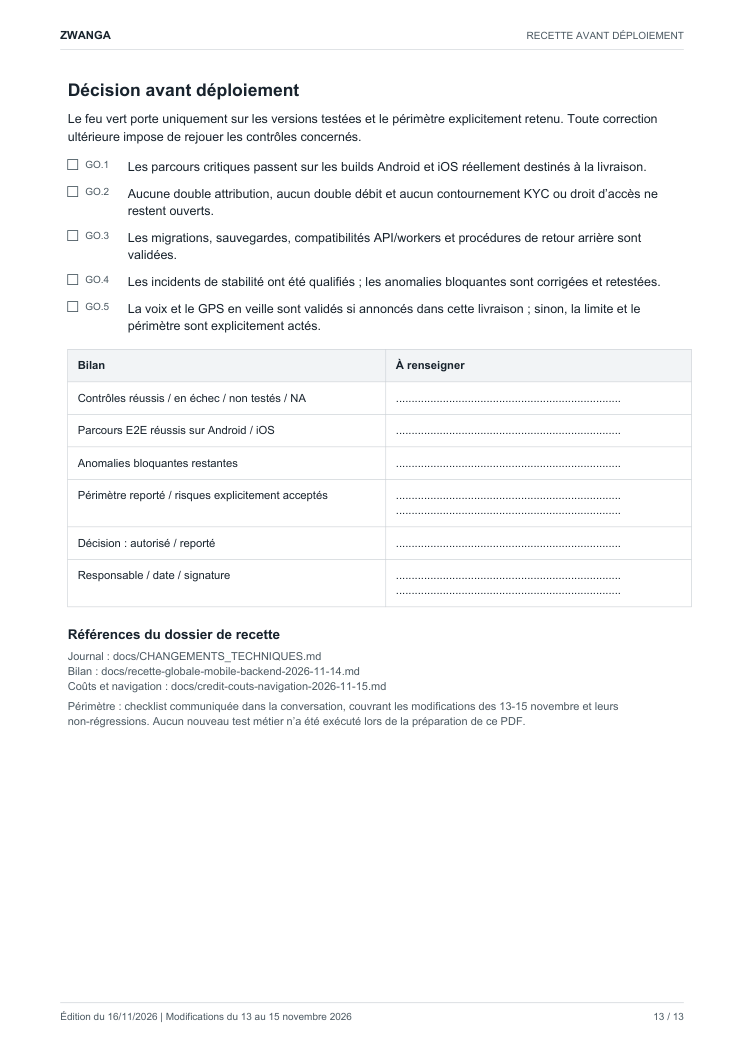 ZWANGA
RECETTE AVANT DÉPLOIEMENT
Décision avant déploiement
Le feu vert porte uniquement sur les versions testées et le périmètre explicitement retenu. Toute correction
ultérieure impose de rejouer les contrôles concernés.
GO.1 Les parcours critiques passent sur les builds Android et iOS réellement destinés à la livraison.
GO.2 Aucune double attribution, aucun double débit et aucun contournement KYC ou droit d’accès ne
restent ouverts.
GO.3 Les migrations, sauvegardes, compatibilités API/workers et procédures de retour arrière sont
validées.
GO.4 Les incidents de stabilité ont été qualifiés ; les anomalies bloquantes sont corrigées et retestées.
GO.5 La voix et le GPS en veille sont validés si annoncés dans cette livraison ; sinon, la limite et le
périmètre sont explicitement actés.
Bilan À renseigner
Contrôles réussis / en échec / non testés / NA ........................................................................
Parcours E2E réussis sur Android / iOS ........................................................................
Anomalies bloquantes restantes ........................................................................
Périmètre reporté / risques explicitement acceptés ........................................................................
........................................................................
Décision : autorisé / reporté ........................................................................
Responsable / date / signature ........................................................................
........................................................................
Références du dossier de recette
Journal : docs/CHANGEMENTS_TECHNIQUES.md
Bilan : docs/recette-globale-mobile-backend-2026-11-14.md
Coûts et navigation : docs/credit-couts-navigation-2026-11-15.md
Périmètre : checklist communiquée dans la conversation, couvrant les modifications des 13-15 novembre et leurs
non-régressions. Aucun nouveau test métier n’a été exécuté lors de la préparation de ce PDF.
Édition du 16/11/2026 | Modifications du 13 au 15 novembre 2026
13 / 13